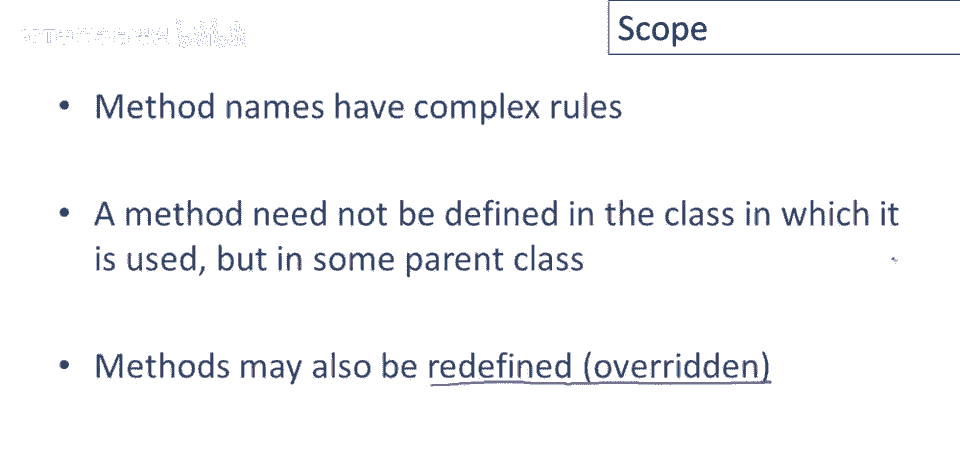 Scope
• Method names have complex rules
• A method need not be defined in the class in which it
is used, but in some parent class
• Methods may also be redefined (overridden)